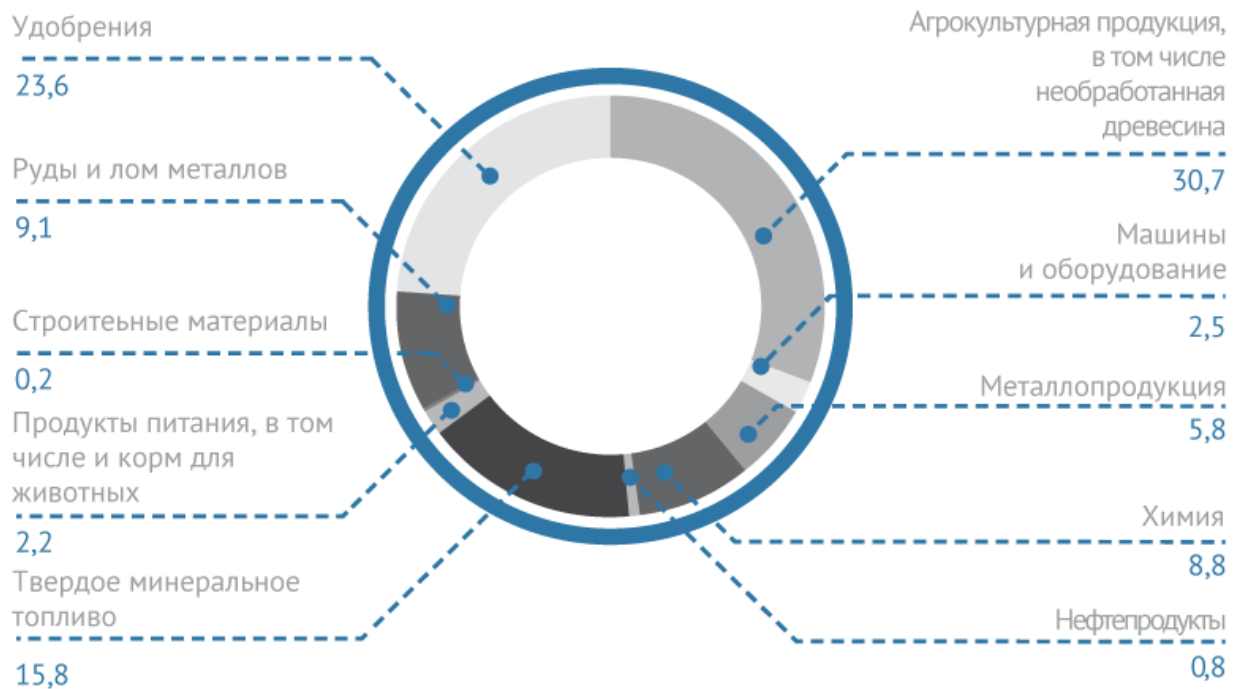 Удобрения
23,6
Руды и лом металлов
9,1
Строитеьные материалы
0,2
Продукты питания, в том
числе и корм для
животных
2,2
Твердое минеральное
топливо
15,8
Агрокультурная продукция,
в том числе
необработанная
древесина
30,7
Машины
и оборудование
2,5
Металлопродукция
5,8
Химия
8,8
Нефтепродукты
0,8